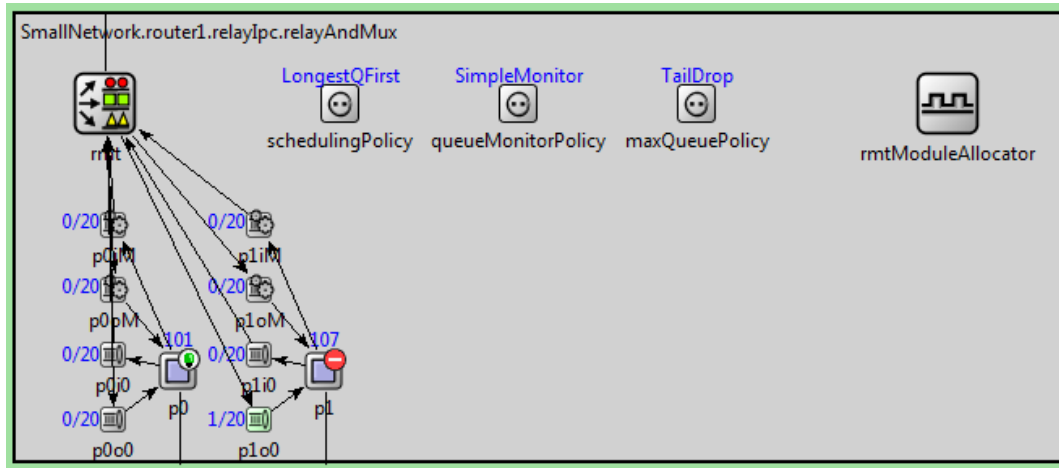 SmallNetwork.router1.relayIpc.relayAndMux
LongestQFirst SimpleMonitor TailDrop
schedulingPolicy queueMonitorPolicy maxQueuePolicy rmtModuleAllocator
rmt
0/20 0/20
p0iM p1iM
0/20 0/20
p0oM p1oM
101 107
0/20 0/20
p0i0 p1i0
p0 p1
0/20 1/20
p0o0 p1o0